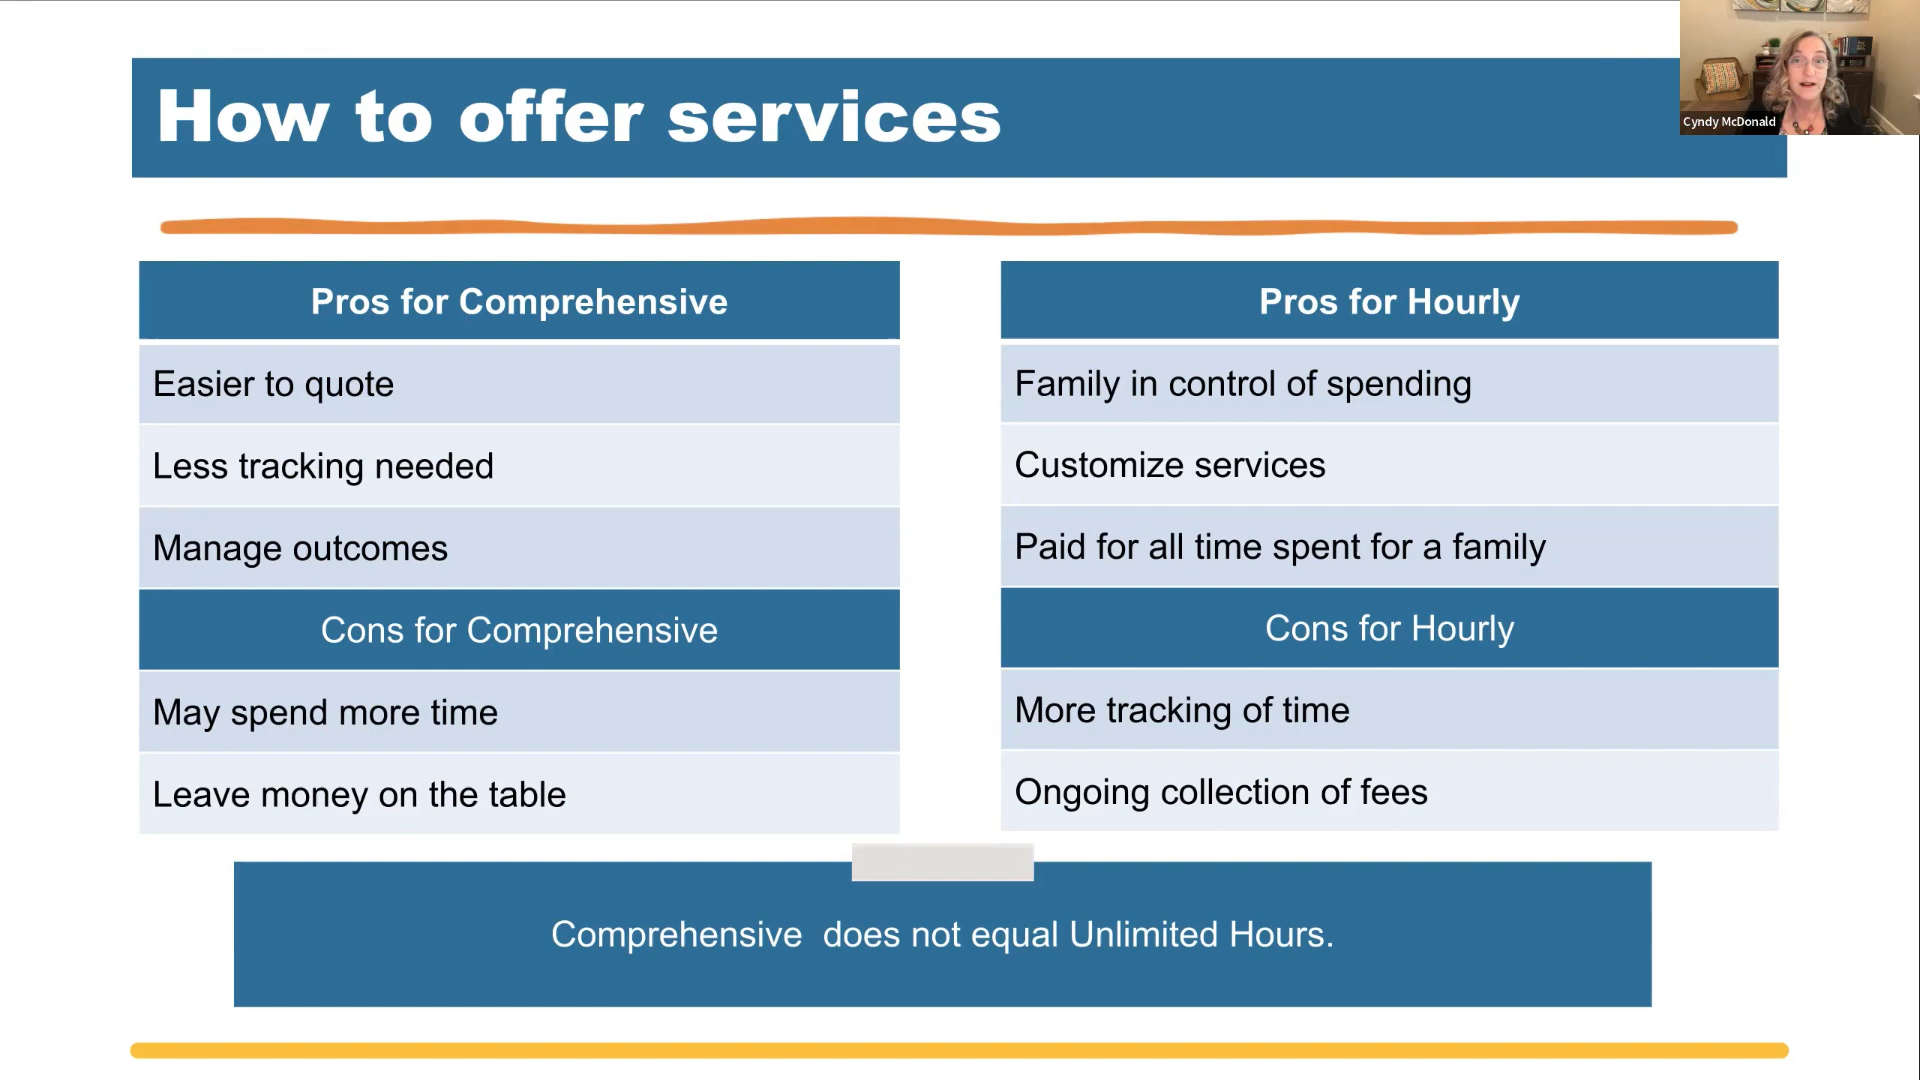 How to offer services
Cyndy McDonald
Pros for Comprehensive
Easier to quote
Less tracking needed
Manage outcomes
Cons for Comprehensive
May spend more time
Leave money on the table
Pros for Hourly
Family in control of spending
Customize services
Paid for all time spent for a family
Cons for Hourly
More tracking of time
Ongoing collection of fees
Comprehensive  does not equal Unlimited Hours.